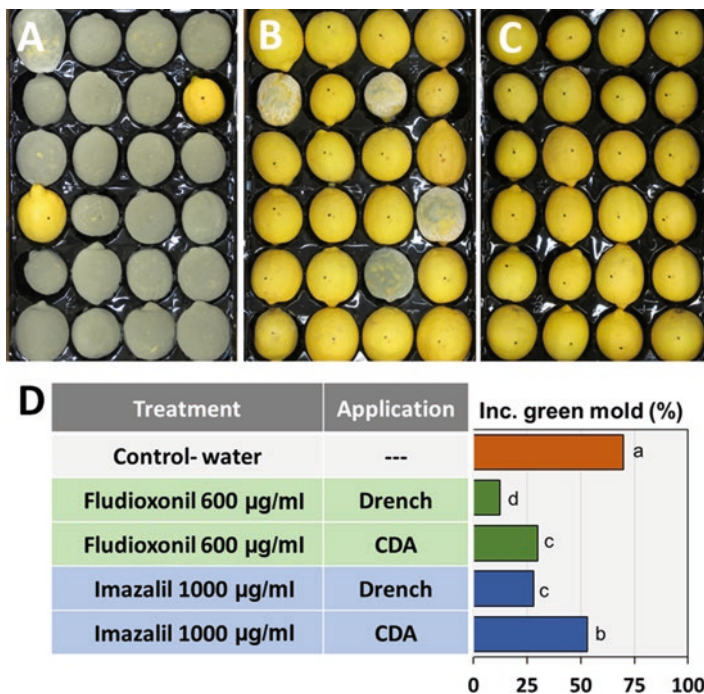 A B C
D
Treatment Application Inc. green mold (%)
Control- water --- a
Fludioxonil 600 µg/ml Drench d
Fludioxonil 600 µg/ml CDA c
Imazalil 1000 µg/ml Drench c
Imazalil 1000 µg/ml CDA b
0 25 50 75 100